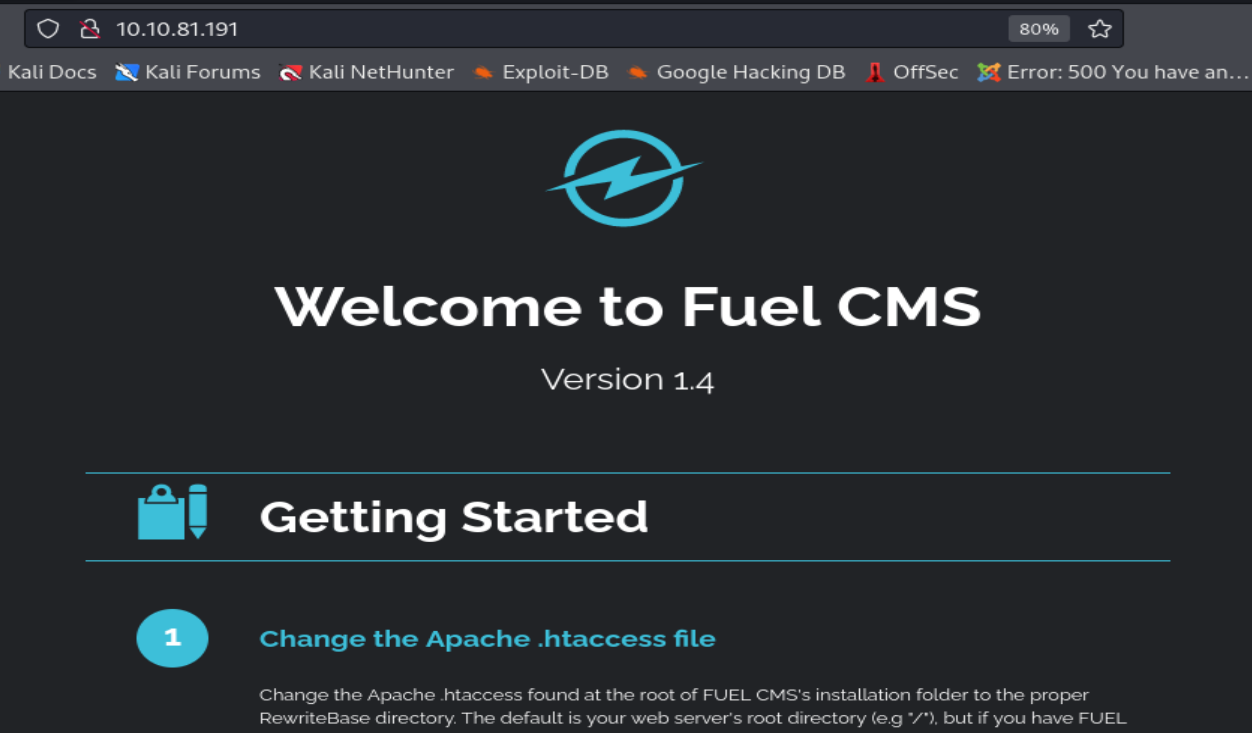 10.10.81.191
80%
Kali Docs Kali Forums Kali NetHunter Exploit-DB Google Hacking DB OffSec Error: 500 You have an...
Welcome to Fuel CMS
Version 1.4
Getting Started
1
Change the Apache .htaccess file
Change the Apache .htaccess found at the root of FUEL CMS's installation folder to the proper
RewriteBase directory. The default is your web server's root directory (e.g "/"), but if you have FUEL